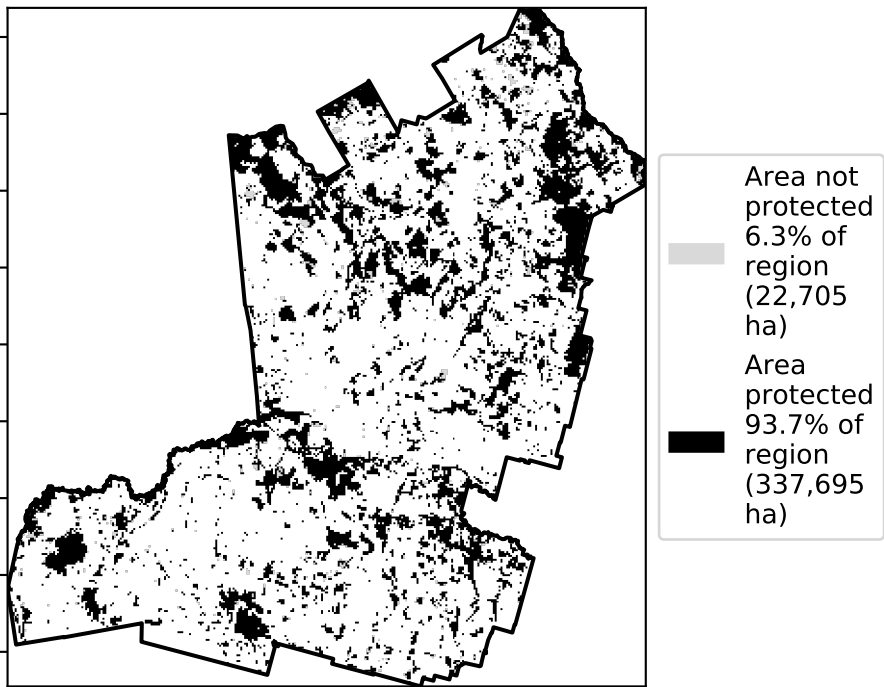 Area not
protected
6.3% of
region
(22,705
ha)
Area
protected
93.7% of
region
(337,695
ha)